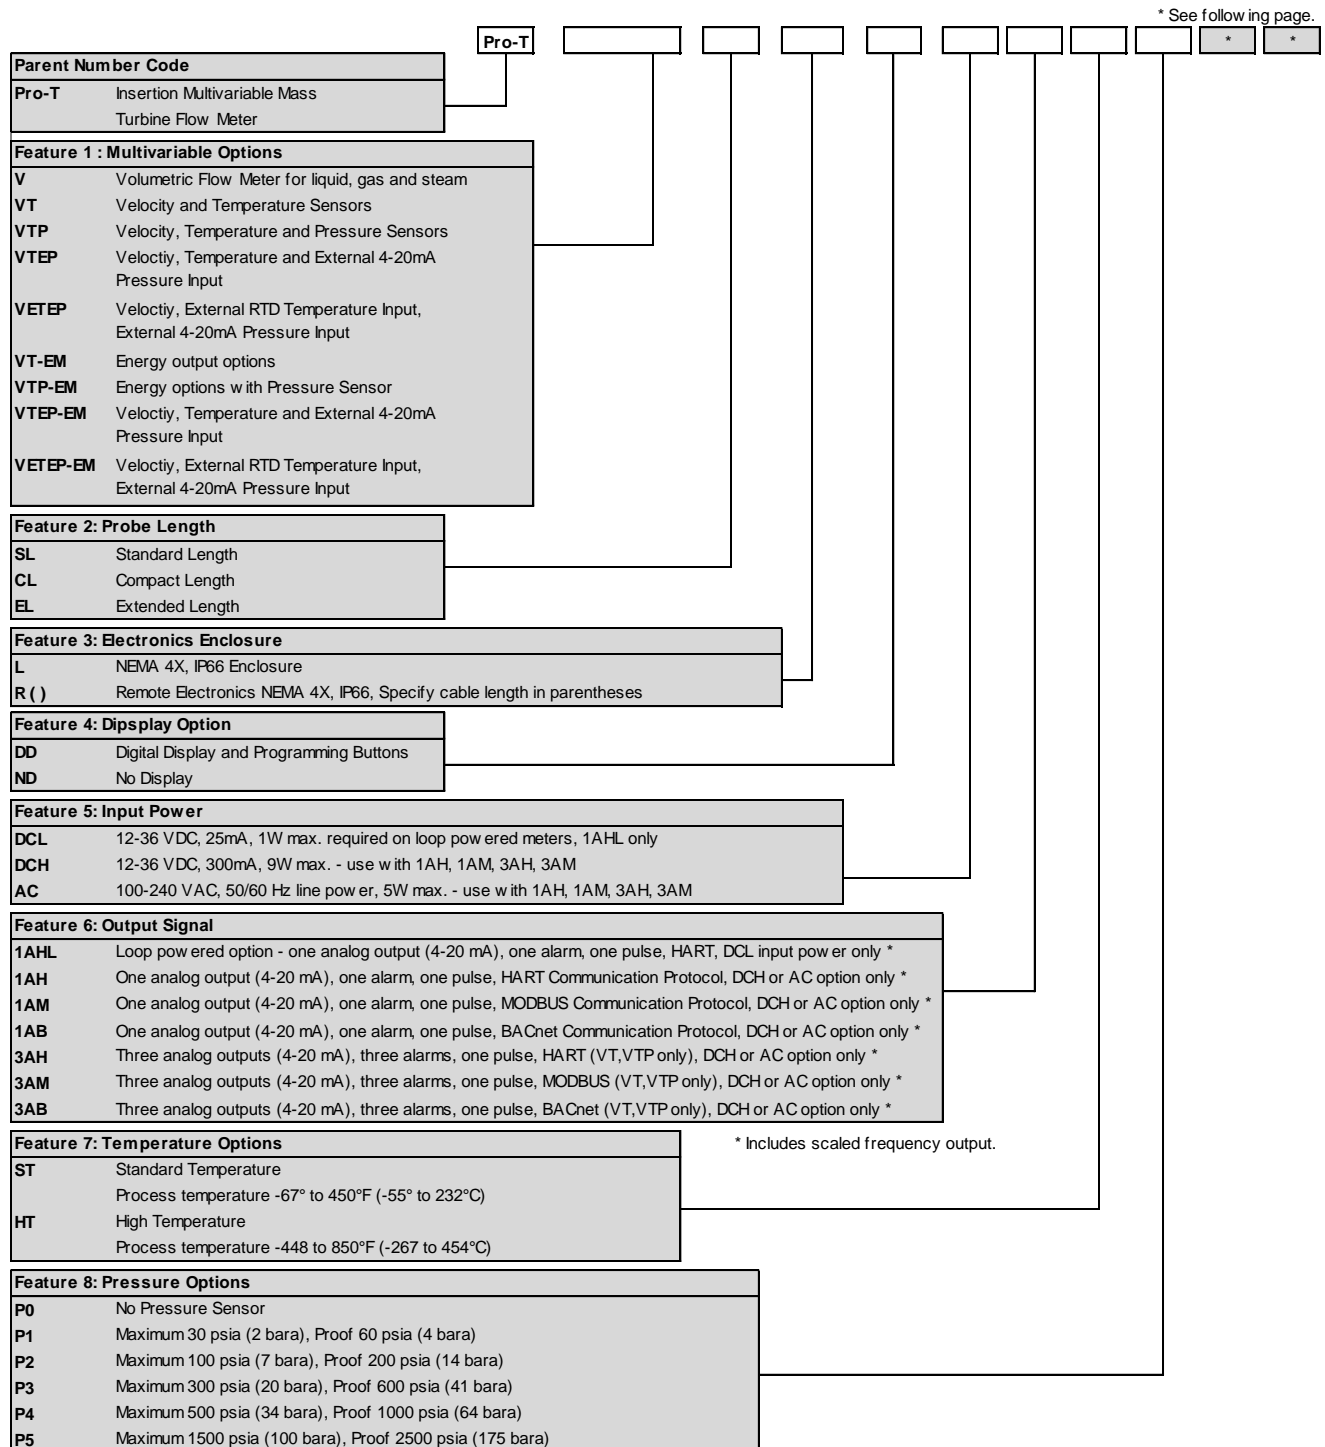 * See following page.
Pro-T * *
Parent Number Code
Pro-T Insertion Multivariable Mass
Turbine Flow Meter
Feature 1 : Multivariable Options
V Volumetric Flow Meter for liquid, gas and steam
VT Velocity and Temperature Sensors
VTP Velocity, Temperature and Pressure Sensors
VTEP Veloctiy, Temperature and External 4-20mA
Pressure Input
VETEP Veloctiy, External RTD Temperature Input,
External 4-20mA Pressure Input
VT-EM Energy output options
VTP-EM Energy options with Pressure Sensor
VTEP-EM Veloctiy, Temperature and External 4-20mA
Pressure Input
VETEP-EM Veloctiy, External RTD Temperature Input,
External 4-20mA Pressure Input
Feature 2: Probe Length
SL Standard Length
CL Compact Length
EL Extended Length
Feature 3: Electronics Enclosure
L NEMA 4X, IP66 Enclosure
R ( ) Remote Electronics NEMA 4X, IP66, Specify cable length in parentheses
Feature 4: Dipsplay Option
DD Digital Display and Programming Buttons
ND No Display
Feature 5: Input Power
DCL 12-36 VDC, 25mA, 1W max. required on loop powered meters, 1AHL only
DCH 12-36 VDC, 300mA, 9W max. - use with 1AH, 1AM, 3AH, 3AM
AC 100-240 VAC, 50/60 Hz line power, 5W max. - use with 1AH, 1AM, 3AH, 3AM
Feature 6: Output Signal
1AHL Loop powered option - one analog output (4-20 mA), one alarm, one pulse, HART, DCL input power only *
1AH One analog output (4-20 mA), one alarm, one pulse, HART Communication Protocol, DCH or AC option only *
1AM One analog output (4-20 mA), one alarm, one pulse, MODBUS Communication Protocol, DCH or AC option only *
1AB One analog output (4-20 mA), one alarm, one pulse, BACnet Communication Protocol, DCH or AC option only *
3AH Three analog outputs (4-20 mA), three alarms, one pulse, HART (VT,VTP only), DCH or AC option only *
3AM Three analog outputs (4-20 mA), three alarms, one pulse, MODBUS (VT,VTP only), DCH or AC option only *
3AB Three analog outputs (4-20 mA), three alarms, one pulse, BACnet (VT,VTP only), DCH or AC option only *
Feature 7: Temperature Options
* Includes scaled frequency output.
ST Standard Temperature
Process temperature -67° to 450°F (-55° to 232°C)
HT High Temperature
Process temperature -448 to 850°F (-267 to 454°C)
Feature 8: Pressure Options
P0 No Pressure Sensor
P1 Maximum 30 psia (2 bara), Proof 60 psia (4 bara)
P2 Maximum 100 psia (7 bara), Proof 200 psia (14 bara)
P3 Maximum 300 psia (20 bara), Proof 600 psia (41 bara)
P4 Maximum 500 psia (34 bara), Proof 1000 psia (64 bara)
P5 Maximum 1500 psia (100 bara), Proof 2500 psia (175 bara)